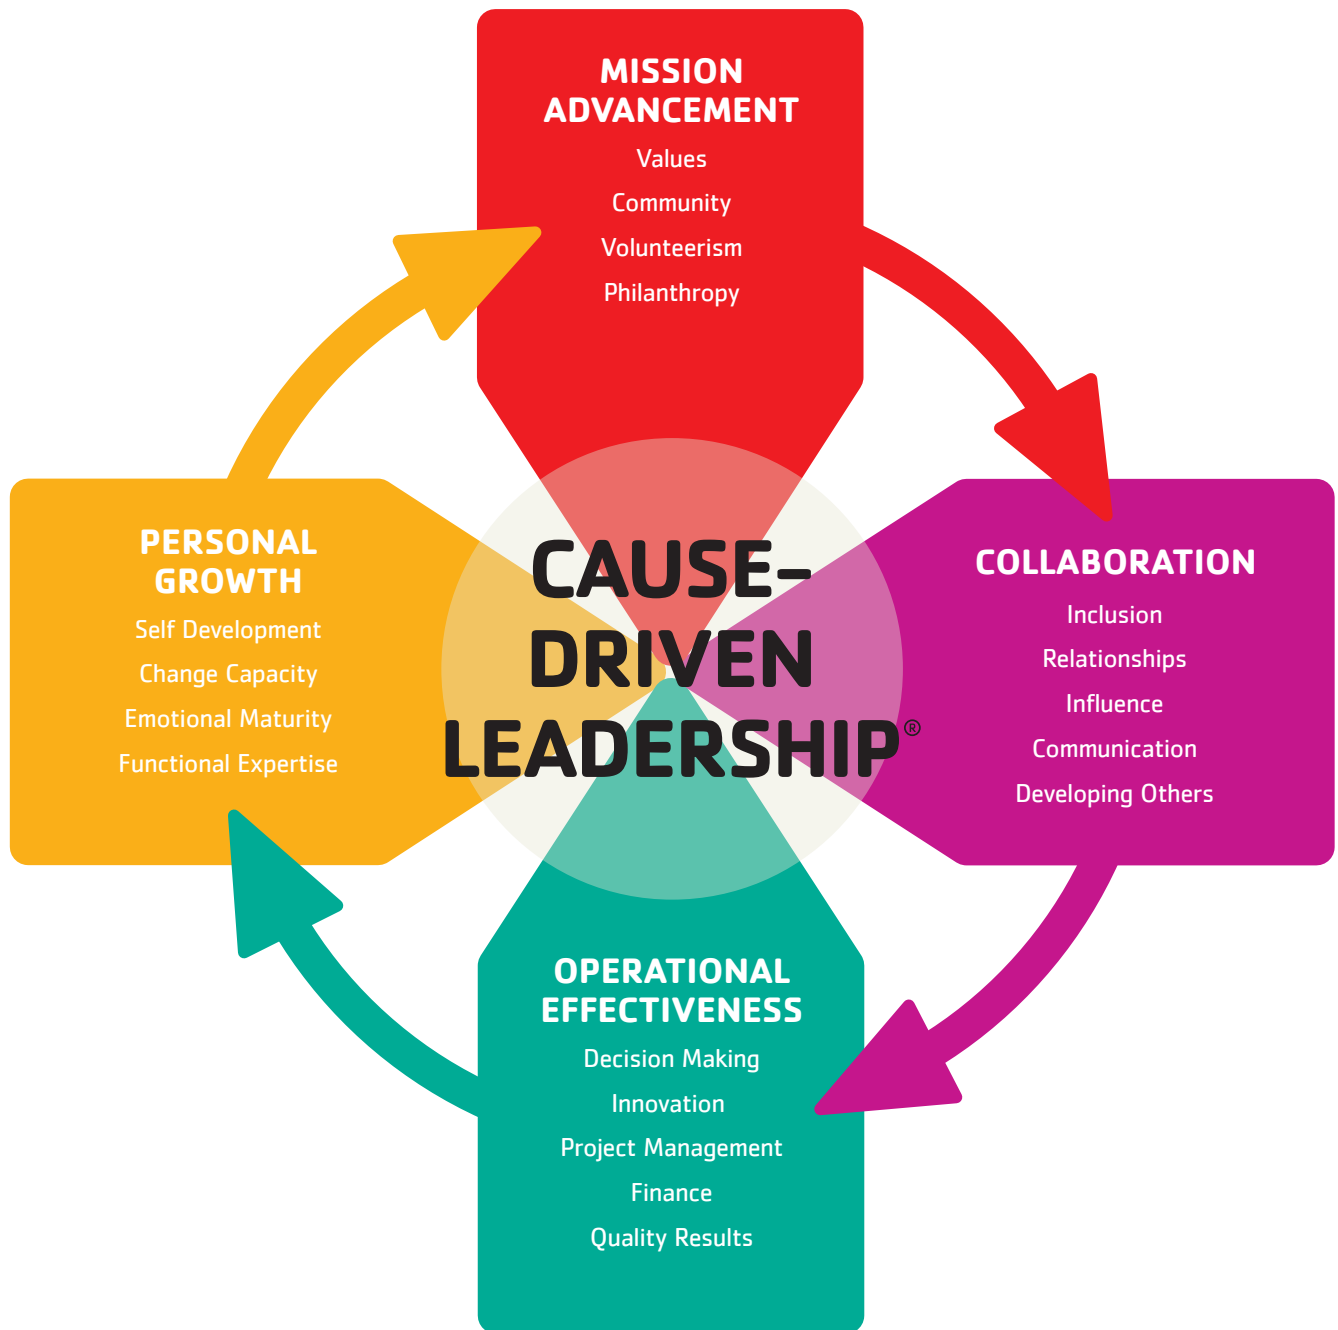 MISSION
ADVANCEMENT
Values
Community
Volunteerism
Philanthropy
PERSONAL
GROWTH
Self Development
Change Capacity
Emotional Maturity
Functional Expertise
CAUSE–
DRIVEN
LEADERSHIP®
COLLABORATION
Inclusion
Relationships
Influence
Communication
Developing Others
OPERATIONAL
EFFECTIVENESS
Decision Making
Innovation
Project Management
Finance
Quality Results